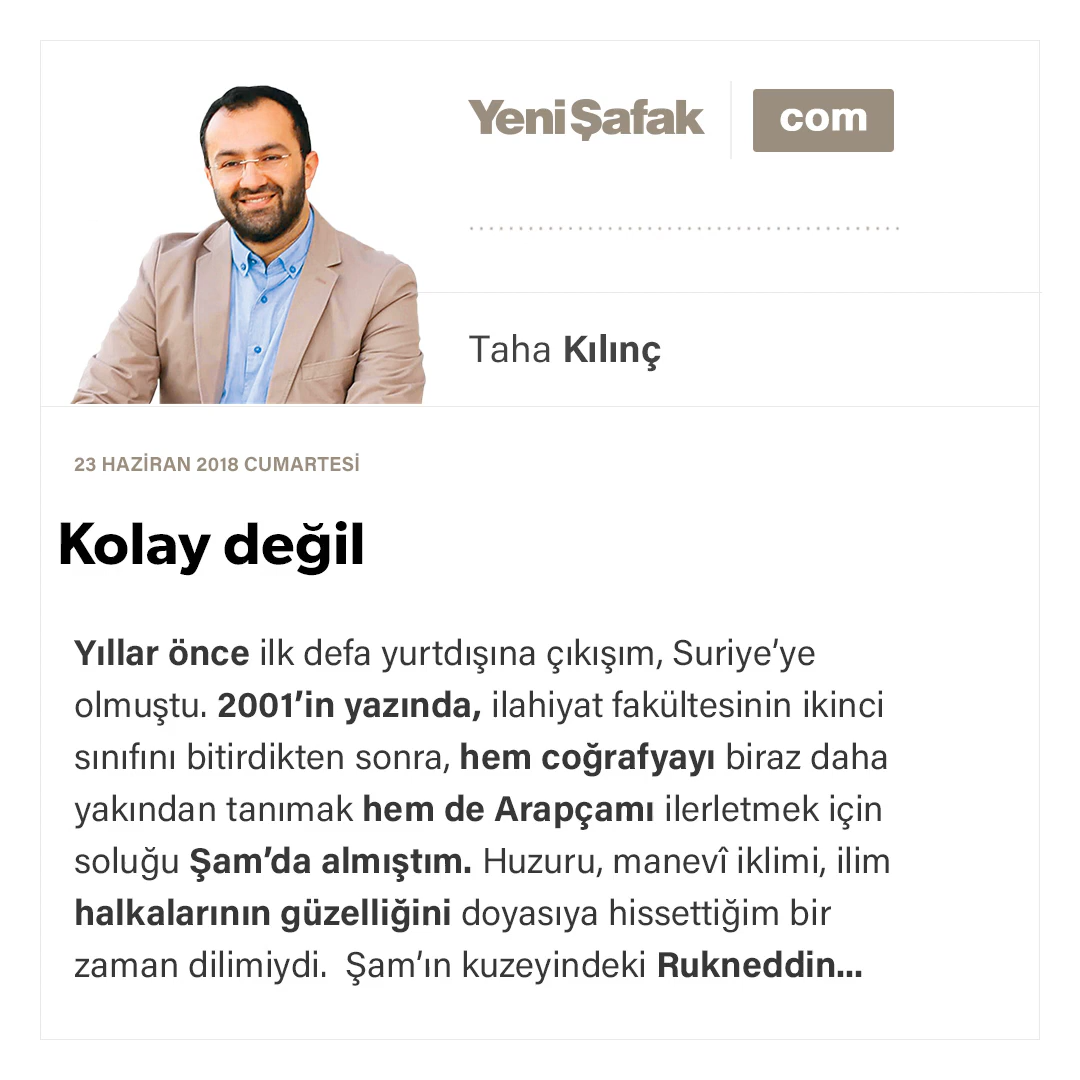 YeniŞafak com
Taha Kılınç
23 HAZİRAN 2018 CUMARTESİ
Kolay değil
Yıllar önce ilk defa yurtdışına çıkışım, Suriye’ye
olmuştu. 2001’in yazında, ilahiyat fakültesinin ikinci
sınıfını bitirdikten sonra, hem coğrafyayı biraz daha
yakından tanımak hem de Arapçamı ilerletmek için
soluğu Şam’da almıştım. Huzuru, manevî iklimi, ilim
halkalarının güzelliğini doyasıya hissettiğim bir
zaman dilimiydi.  Şam’ın kuzeyindeki Rukneddin...